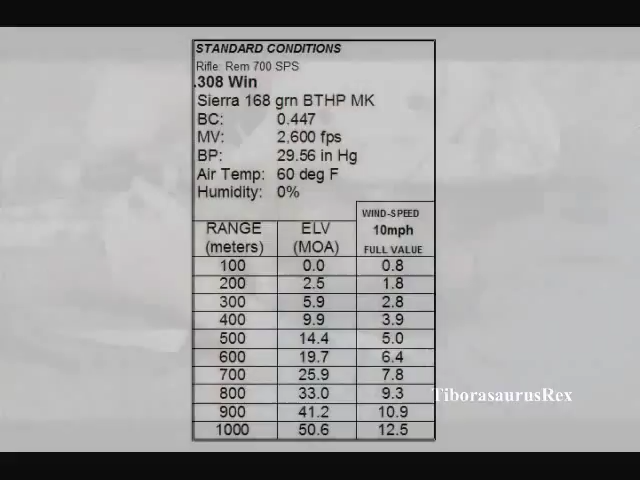 STANDARD CONDITIONS
Rifle: Rem 700 SPS
.308 Win
Sierra 168 grn BTHP MK
BC: 0.447
MV: 2,600 fps
BP: 29.56 in Hg
Air Temp: 60 deg F
Humidity: 0%
WIND-SPEED
RANGE ELV 10mph
(meters) (MOA) FULL VALUE
100 0.0 0.8
200 2.5 1.8
300 5.9 2.8
400 9.9 3.9
500 14.4 5.0
600 19.7 6.4
700 25.9 7.8
800 33.0 9.3
900 41.2 10.9
1000 50.6 12.5
TiborasaurusRex